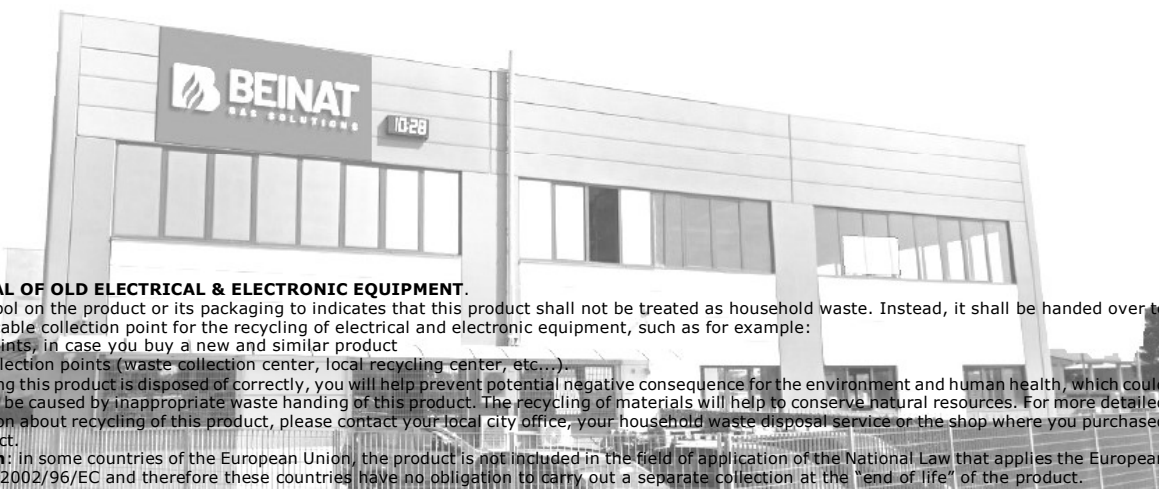 BEINAT
GAS SOLUTIONS
10:28
AL OF OLD ELECTRICAL & ELECTRONIC EQUIPMENT.
ool on the product or its packaging to indicates that this product shall not be treated as household waste. Instead, it shall be handed over to
able collection point for the recycling of electrical and electronic equipment, such as for example:
ints, in case you buy a new and similar product
llection points (waste collection center, local recycling center, etc...).
ng this product is disposed of correctly, you will help prevent potential negative consequence for the environment and human health, which coul
be caused by inappropriate waste handing of this product. The recycling of materials will help to conserve natural resources. For more detailed
on about recycling of this product, please contact your local city office, your household waste disposal service or the shop where you purchased
ct.
n: in some countries of the European Union, the product is not included in the field of application of the National Law that applies the European
2002/96/EC and therefore these countries have no obligation to carry out a separate collection at the “end of life” of the product.